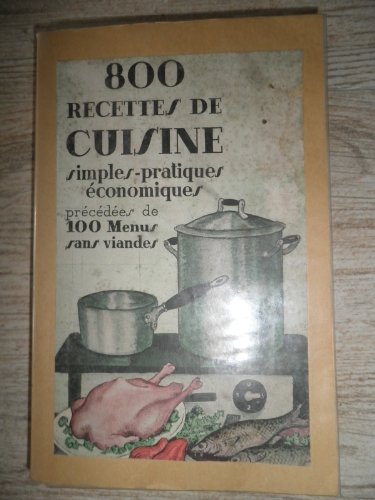 800
RECETTES DE
CUISINE
simples-pratiques
économiques
précédées de
100 Menus
sans viandes